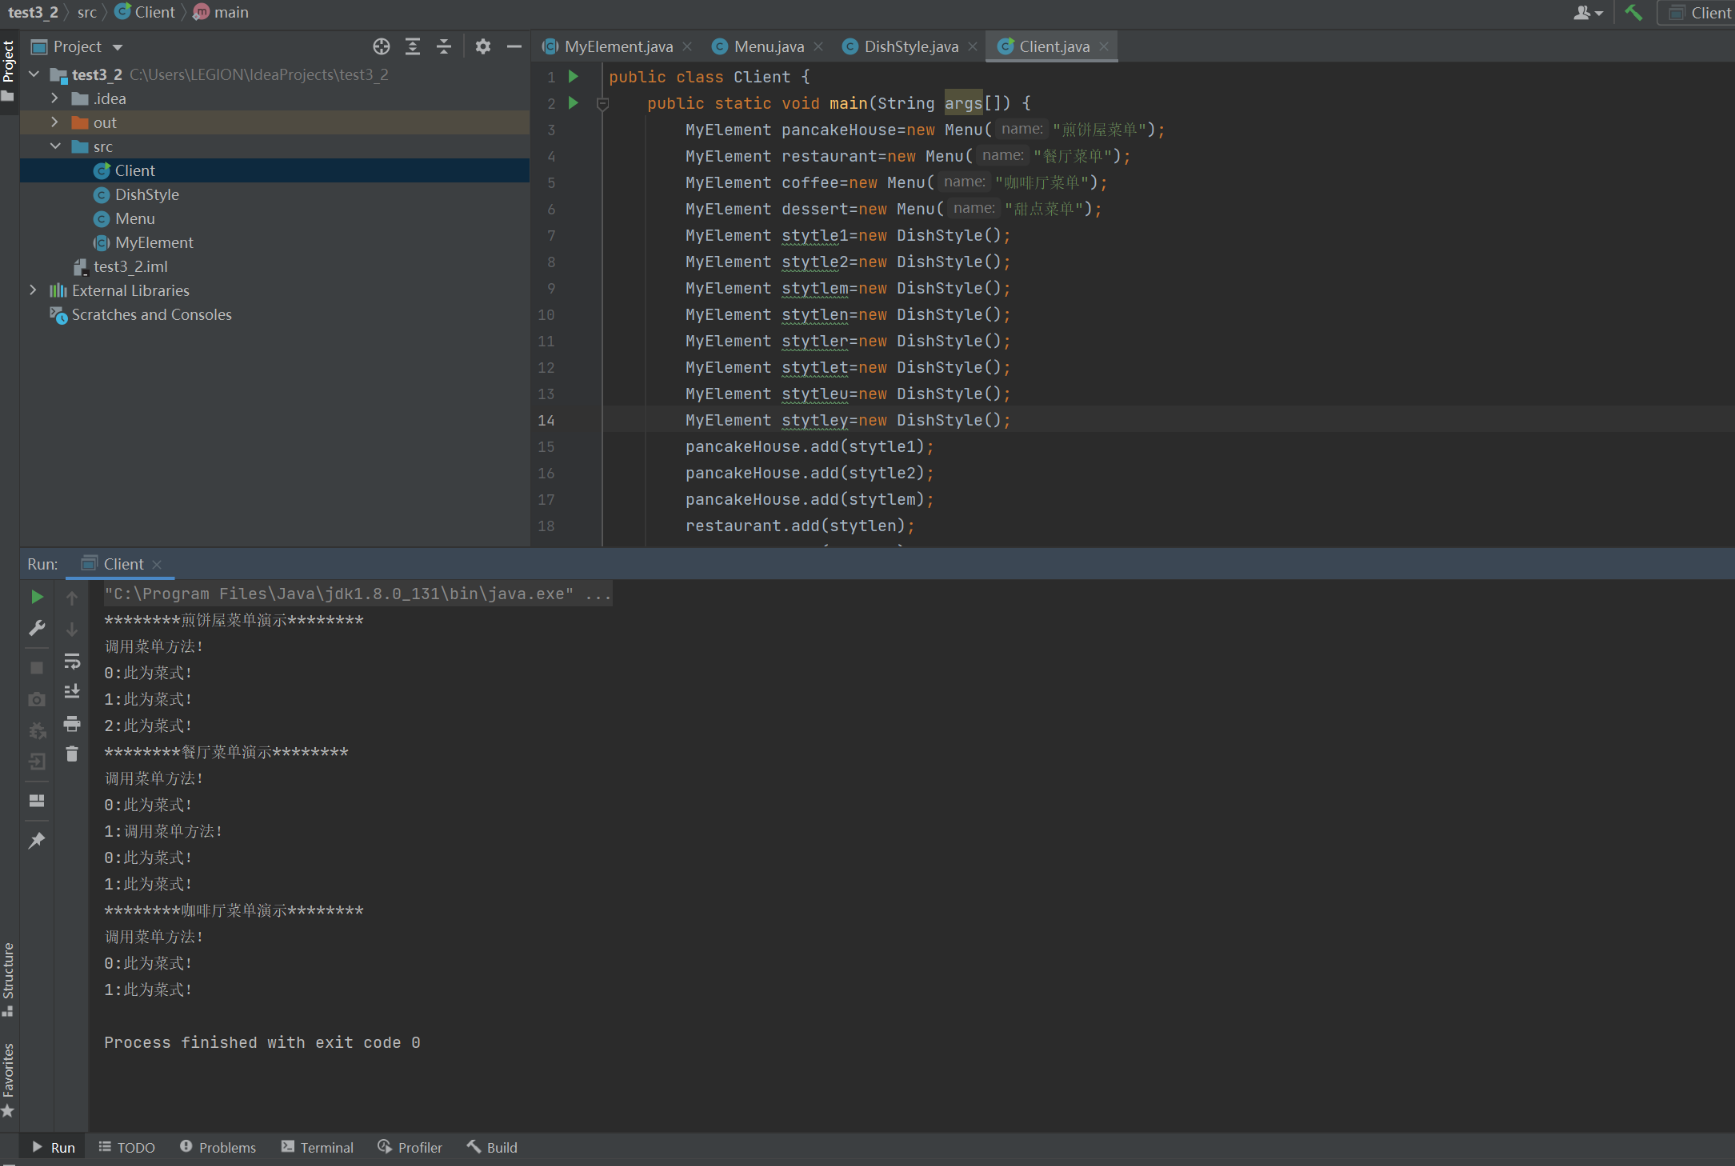 test3_2 src Client main
Client
Project
MyElement.java Menu.java DishStyle.java Client.java
Project
test3_2 C:\Users\LEGION\IdeaProjects\test3_2
.idea
out
src
Client
DishStyle
Menu
MyElement
test3_2.iml
External Libraries
Scratches and Consoles
1 public class Client {
2 public static void main(String args[]) {
3 MyElement pancakeHouse=new Menu( name: "煎饼屋菜单");
4 MyElement restaurant=new Menu( name: "餐厅菜单");
5 MyElement coffee=new Menu( name: "咖啡厅菜单");
6 MyElement dessert=new Menu( name: "甜点菜单");
7 MyElement stytle1=new DishStyle();
8 MyElement stytle2=new DishStyle();
9 MyElement stytlem=new DishStyle();
10 MyElement stytlen=new DishStyle();
11 MyElement stytler=new DishStyle();
12 MyElement stytlet=new DishStyle();
13 MyElement stytleu=new DishStyle();
14 MyElement stytley=new DishStyle();
15 pancakeHouse.add(stytle1);
16 pancakeHouse.add(stytle2);
17 pancakeHouse.add(stytlem);
18 restaurant.add(stytlen);
Run: Client
"C:\Program Files\Java\jdk1.8.0_131\bin\java.exe" ...
********煎饼屋菜单演示********
调用菜单方法!
0:此为菜式!
1:此为菜式!
2:此为菜式!
********餐厅菜单演示********
调用菜单方法!
0:此为菜式!
1:调用菜单方法!
0:此为菜式!
1:此为菜式!
********咖啡厅菜单演示********
调用菜单方法!
0:此为菜式!
1:此为菜式!
Process finished with exit code 0
Structure
Favorites
Run TODO Problems Terminal Profiler Build